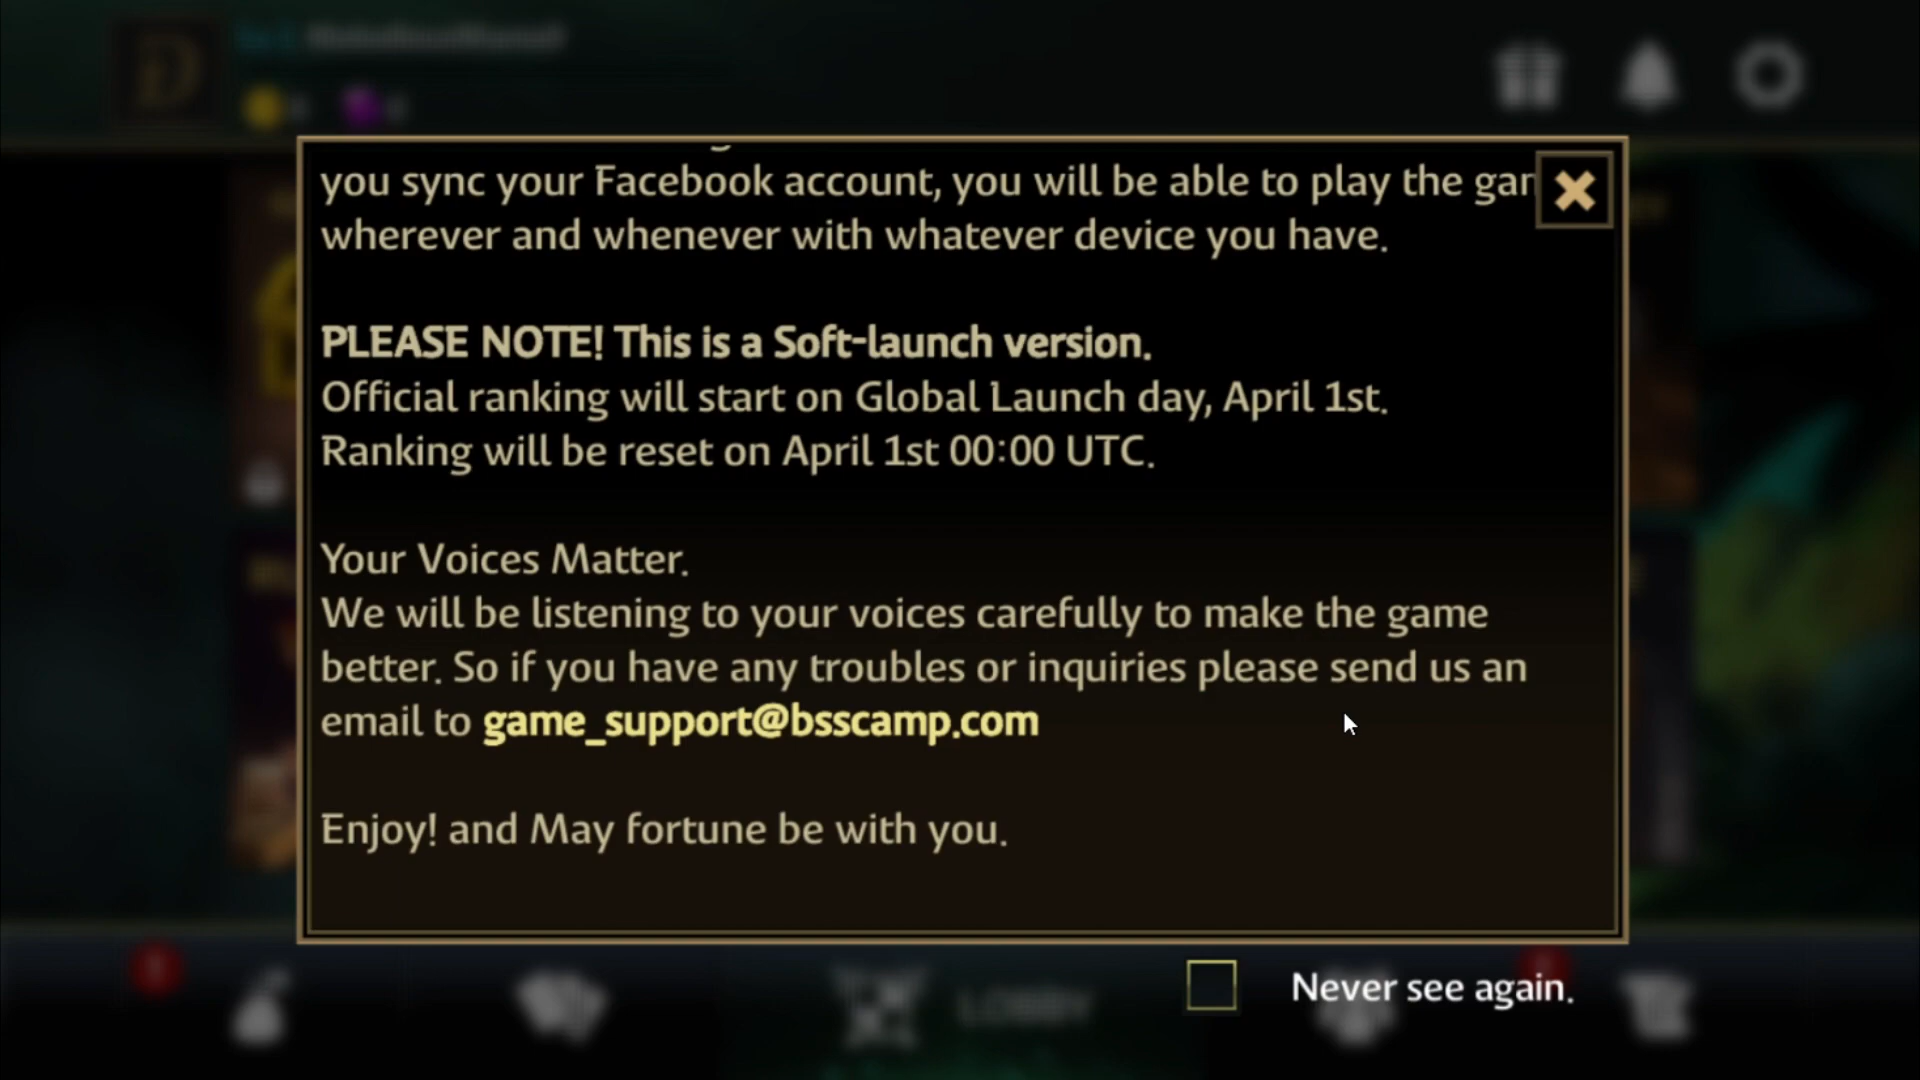 you sync your Facebook account, you will be able to play the gam
wherever and whenever with whatever device you have.
PLEASE NOTE! This is a Soft-launch version.
Official ranking will start on Global Launch day, April 1st.
Ranking will be reset on April 1st 00:00 UTC.
Your Voices Matter.
We will be listening to your voices carefully to make the game
better. So if you have any troubles or inquiries please send us an
email to game_support@bsscamp.com
Enjoy! and May fortune be with you.
LOBBY
Never see again.